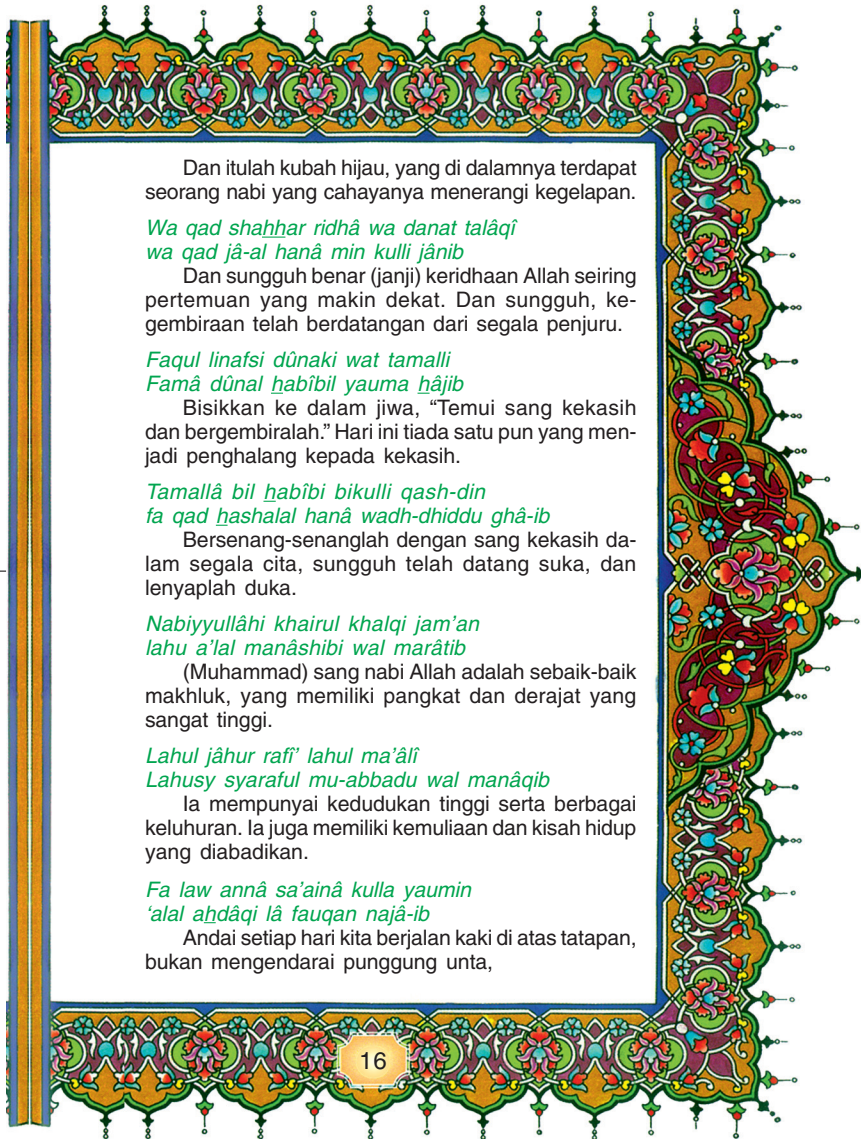 Dan itulah kubah hijau, yang di dalamnya terdapat
seorang nabi yang cahayanya menerangi kegelapan.
Wa qad shahhar ridhâ wa danat talâqî
wa qad jâ-al hanâ min kulli jânib
Dan sungguh benar (janji) keridhaan Allah seiring
pertemuan yang makin dekat. Dan sungguh, ke-
gembiraan telah berdatangan dari segala penjuru.
Faqul linafsi dûnaki wat tamalli
Famâ dûnal habîbil yauma hâjib
Bisikkan ke dalam jiwa, “Temui sang kekasih
dan bergembiralah.” Hari ini tiada satu pun yang men-
jadi penghalang kepada kekasih.
Tamallâ bil habîbi bikulli qash-din
fa qad hashalal hanâ wadh-dhiddu ghâ-ib
Bersenang-senanglah dengan sang kekasih da-
lam segala cita, sungguh telah datang suka, dan
lenyaplah duka.
Nabiyyullâhi khairul khalqi jam’an
lahu a’lal manâshibi wal marâtib
(Muhammad) sang nabi Allah adalah sebaik-baik
makhluk, yang memiliki pangkat dan derajat yang
sangat tinggi.
Lahul jâhur rafî’ lahul ma’âlî
Lahusy syaraful mu-abbadu wal manâqib
Ia mempunyai kedudukan tinggi serta berbagai
keluhuran. Ia juga memiliki kemuliaan dan kisah hidup
yang diabadikan.
Fa law annâ sa’ainâ kulla yaumin
‘alal ahdâqi lâ fauqan najâ-ib
Andai setiap hari kita berjalan kaki di atas tatapan,
bukan mengendarai punggung unta,
16